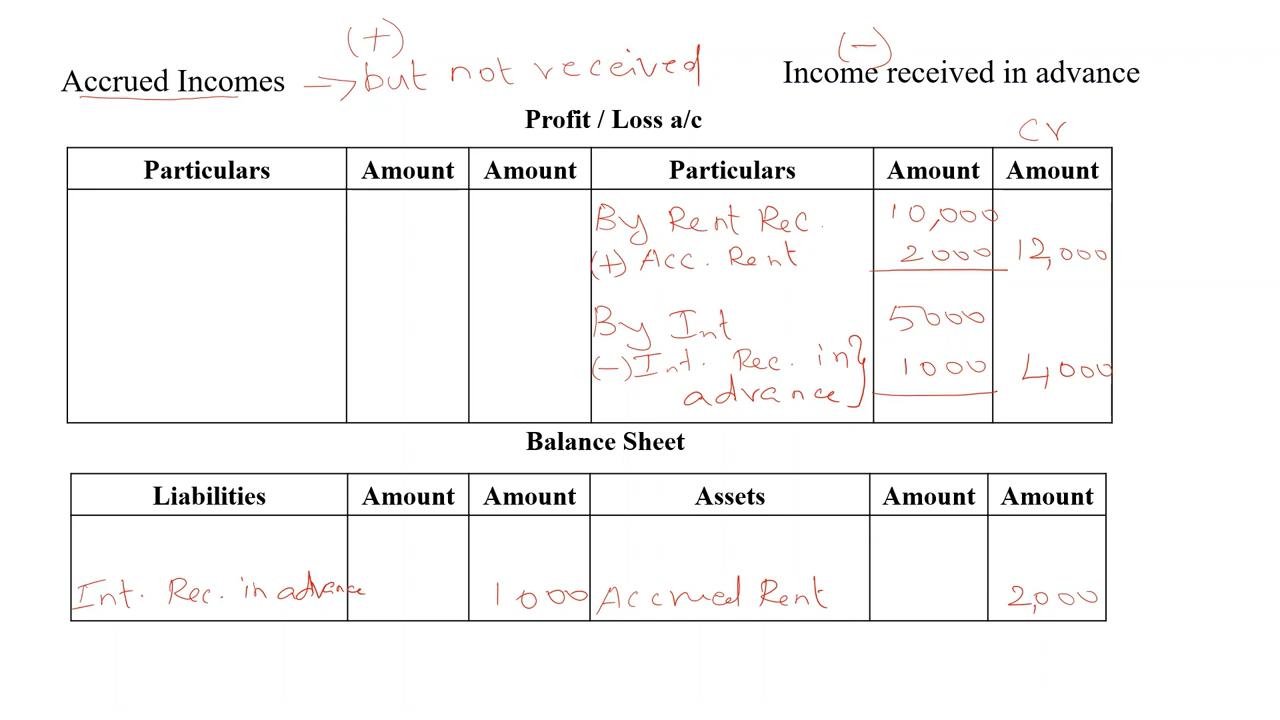 (+)
(-)
Accrued Incomes → but not received
Income received in advance
Profit / Loss a/c
Cr
Particulars Amount Amount Particulars Amount Amount
By Rent Rec. 10,000
(+) Acc. Rent 2000 12,000
By Int 5000
(-) Int. Rec. in } 1000 4000
advance
Balance Sheet
Liabilities Amount Amount Assets Amount Amount
Int. Rec. in advance 1000 Accrued Rent 2,000